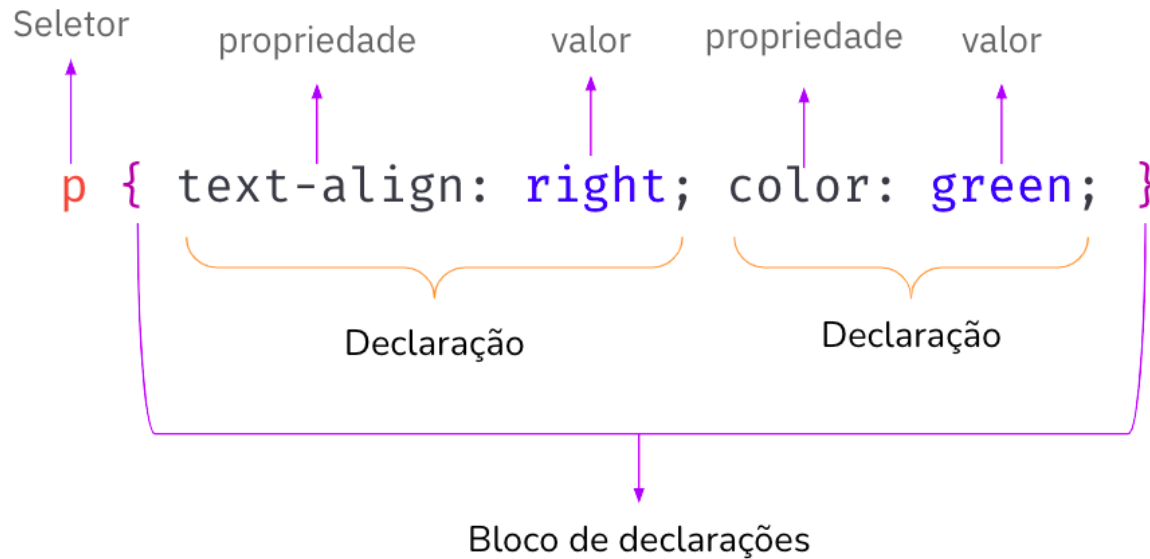 Seletor
propriedade valor propriedade valor
p { text-align: right; color: green; }
Declaração Declaração
Bloco de declarações